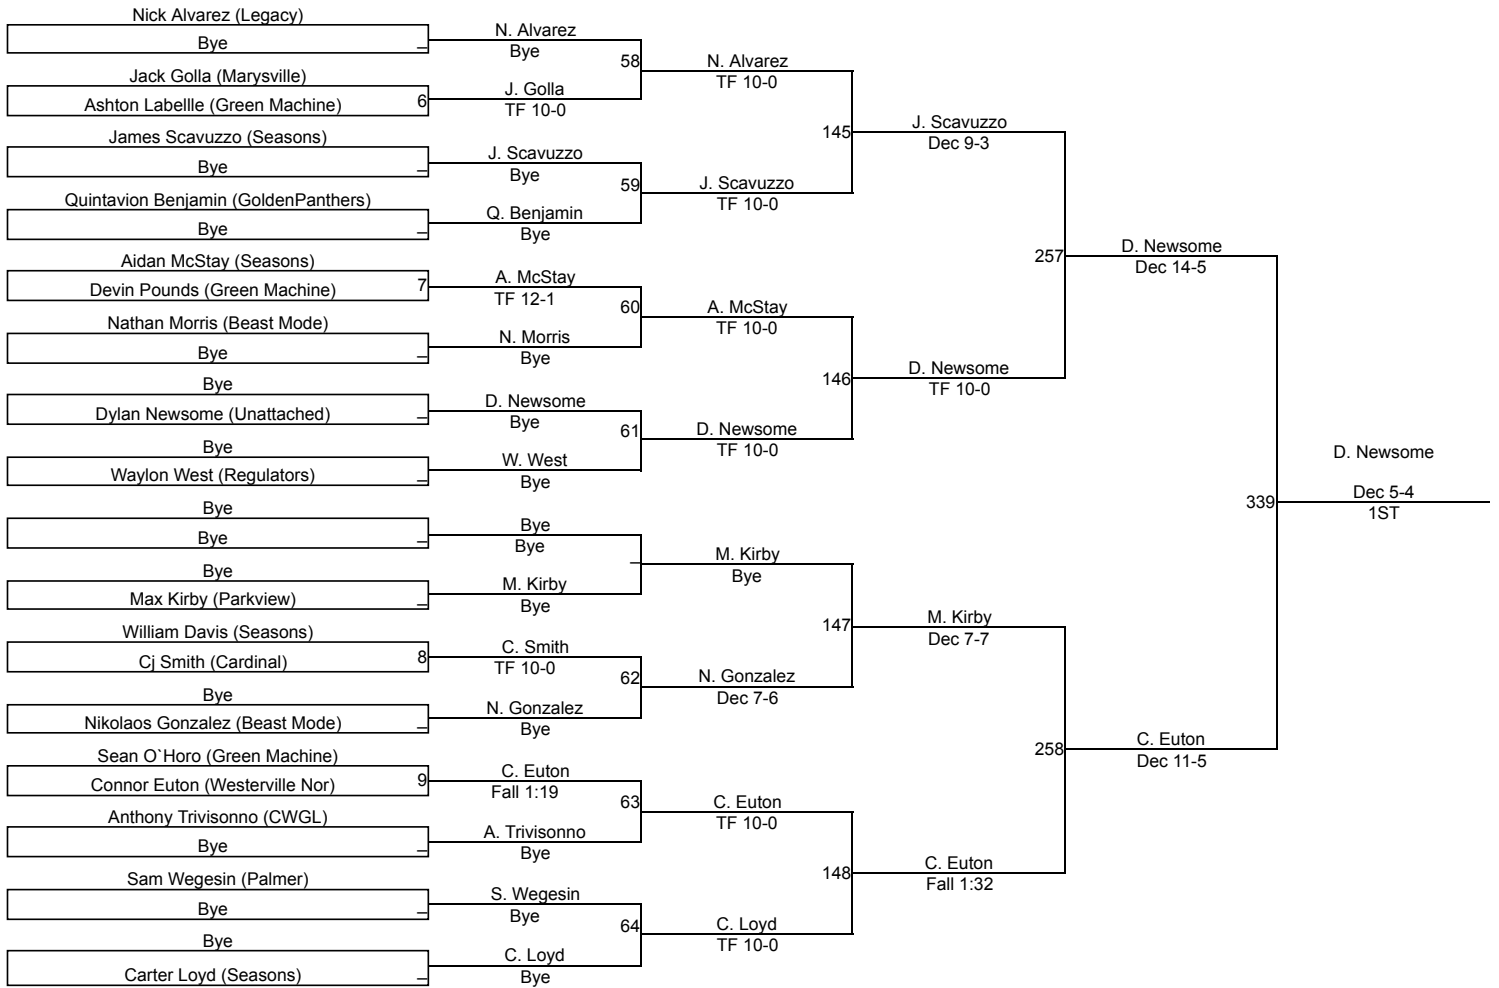 Nick Alvarez (Legacy)
Bye
_
Jack Golla (Marysville)
Ashton Labellle (Green Machine)
6
James Scavuzzo (Seasons)
Bye
_
Quintavion Benjamin (GoldenPanthers)
Bye
_
Aidan McStay (Seasons)
Devin Pounds (Green Machine)
7
Nathan Morris (Beast Mode)
Bye
_
Bye
Dylan Newsome (Unattached)
_
Bye
Waylon West (Regulators)
_
Bye
Bye
_
Bye
Max Kirby (Parkview)
_
William Davis (Seasons)
Cj Smith (Cardinal)
8
Bye
Nikolaos Gonzalez (Beast Mode)
_
Sean O`Horo (Green Machine)
Connor Euton (Westerville Nor)
9
Anthony Trivisonno (CWGL)
Bye
_
Sam Wegesin (Palmer)
Bye
_
Bye
Carter Loyd (Seasons)
_
N. Alvarez
Bye
58
J. Golla
TF 10-0
J. Scavuzzo
Bye
59
Q. Benjamin
Bye
A. McStay
TF 12-1
60
N. Morris
Bye
D. Newsome
Bye
61
W. West
Bye
Bye
Bye
_
M. Kirby
Bye
C. Smith
TF 10-0
62
N. Gonzalez
Bye
C. Euton
Fall 1:19
63
A. Trivisonno
Bye
S. Wegesin
Bye
64
C. Loyd
Bye
N. Alvarez
TF 10-0
145
J. Scavuzzo
TF 10-0
A. McStay
TF 10-0
146
D. Newsome
TF 10-0
M. Kirby
Bye
147
N. Gonzalez
Dec 7-6
C. Euton
TF 10-0
148
C. Loyd
TF 10-0
J. Scavuzzo
Dec 9-3
257
D. Newsome
TF 10-0
M. Kirby
Dec 7-7
258
C. Euton
Fall 1:32
D. Newsome
Dec 14-5
339
C. Euton
Dec 11-5
D. Newsome
Dec 5-4
1ST